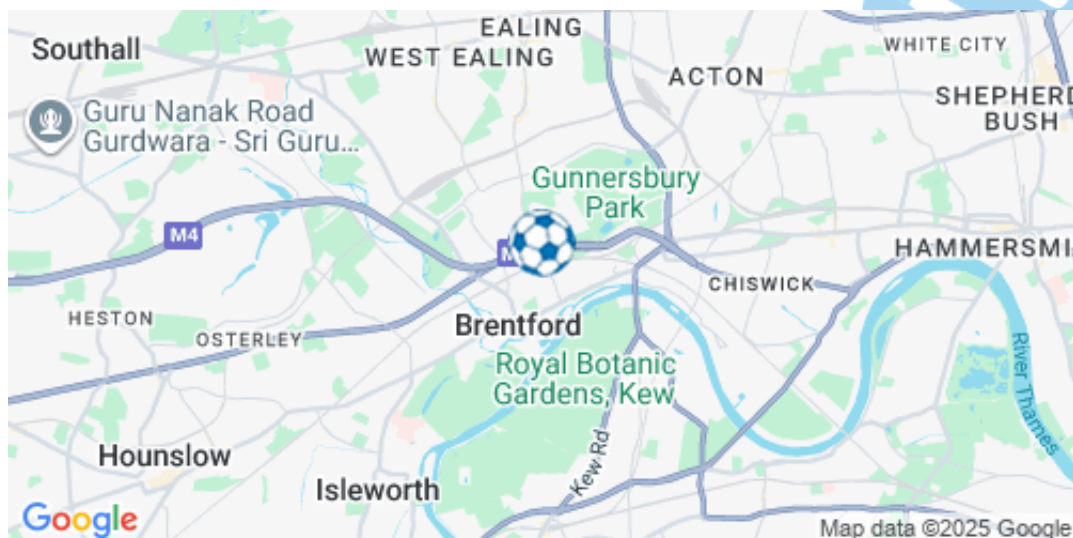 EALING
Southall
WEST EALING
WHITE CITY
ACTON
SHEPHERD
BUSH
Guru Nanak Road
Gurdwara - Sri Guru...
Gunnersbury
Park
M4
M
HAMMERSMI
CHISWICK
HESTON
Brentford
OSTERLEY
Royal Botanic
Gardens, Kew
River Thames
Hounslow
Kew Rd
Isleworth
Google
Map data ©2025 Google